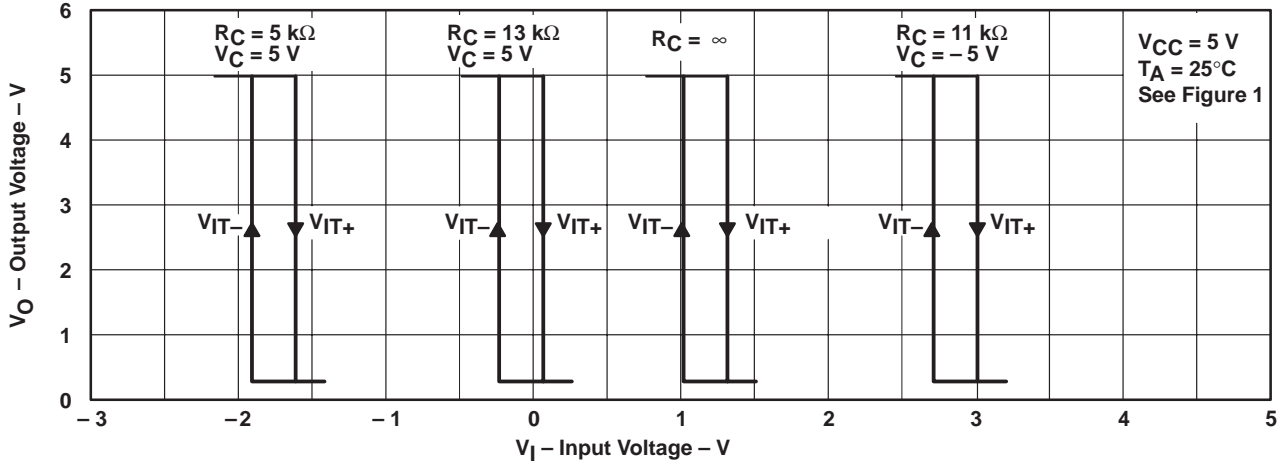 6
5
4
3
2
1
0
VO – Output Voltage – V
RC = 5 kΩ
VC = 5 V
RC = 13 kΩ
VC = 5 V
RC = ∞
RC = 11 kΩ
VC = – 5 V
VCC = 5 V
TA = 25°C
See Figure 1
VIT–
VIT+
VIT–
VIT+
VIT–
VIT+
VIT–
VIT+
– 3
– 2
– 1
0
1
2
3
4
5
VI – Input Voltage – V